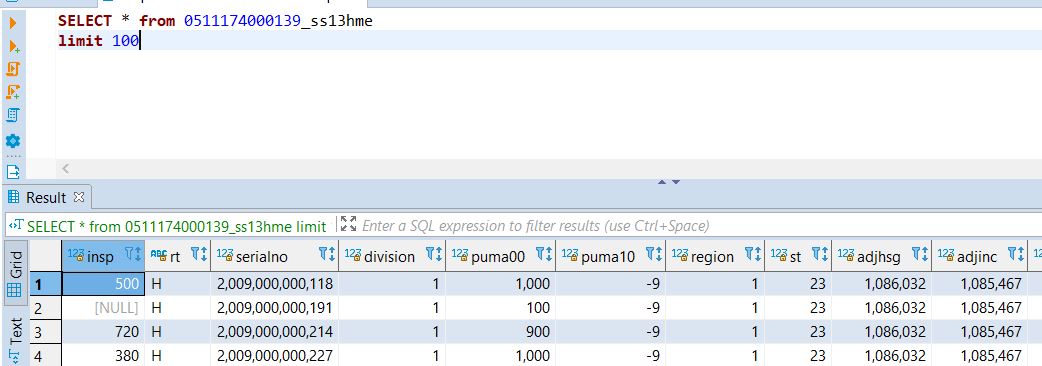 SELECT * from 0511174000139_ss13hme
limit 100
Result
SELECT * from 0511174000139_ss13hme limit Enter a SQL expression to filter results (use Ctrl+Space)
Grid
Text
123 insp ABC rt 123 serialno 123 division 123 puma00 123 puma10 123 region 123 st 123 adjhsg 123 adjinc
1 500 H 2,009,000,000,118 1 1,000 -9 1 23 1,086,032 1,085,467
2 [NULL] H 2,009,000,000,191 1 100 -9 1 23 1,086,032 1,085,467
3 720 H 2,009,000,000,214 1 900 -9 1 23 1,086,032 1,085,467
4 380 H 2,009,000,000,227 1 1,000 -9 1 23 1,086,032 1,085,467